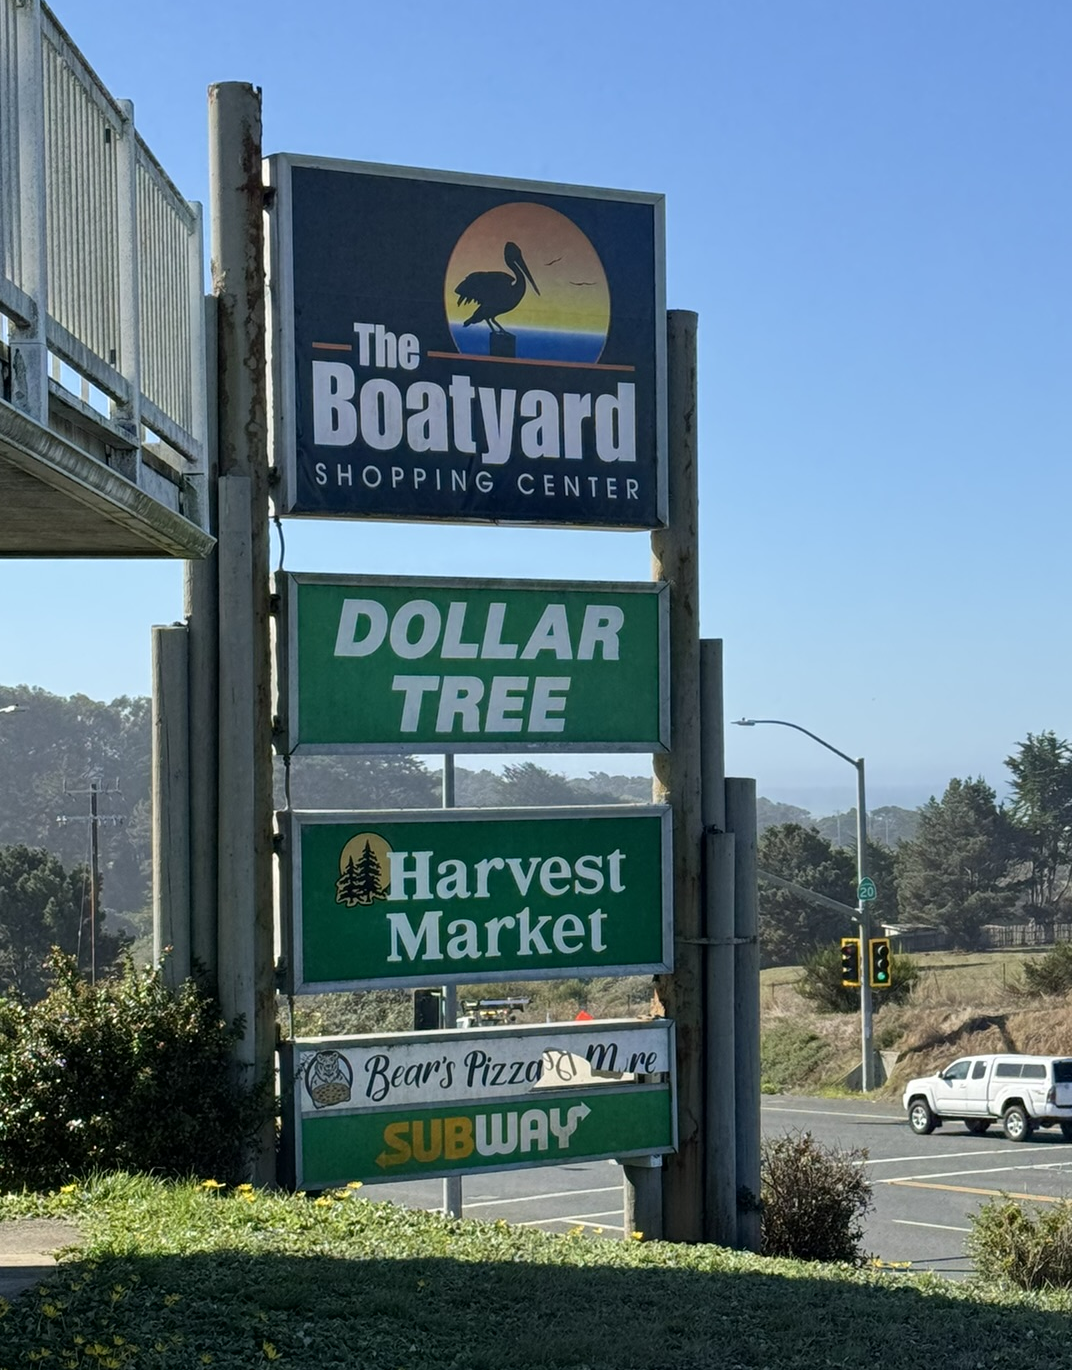 The
Boatyard
SHOPPING CENTER
DOLLAR
TREE
Harvest
Market
Bear's Pizza
SUBWAY
20